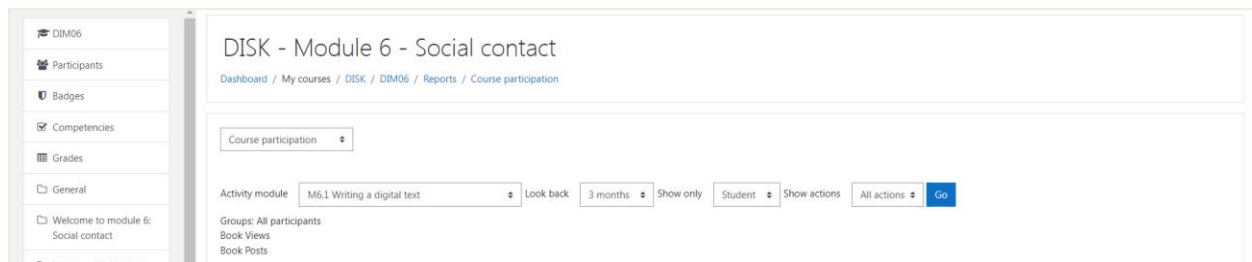 DIM06
Participants
Badges
Competencies
Grades
General
Welcome to module 6:
Social contact
DISK - Module 6 - Social contact
Dashboard / My courses / DISK / DIM06 / Reports / Course participation
Course participation
Activity module M6.1 Writing a digital text Look back 3 months Show only Student Show actions All actions Go
Groups: All participants
Book Views
Book Posts